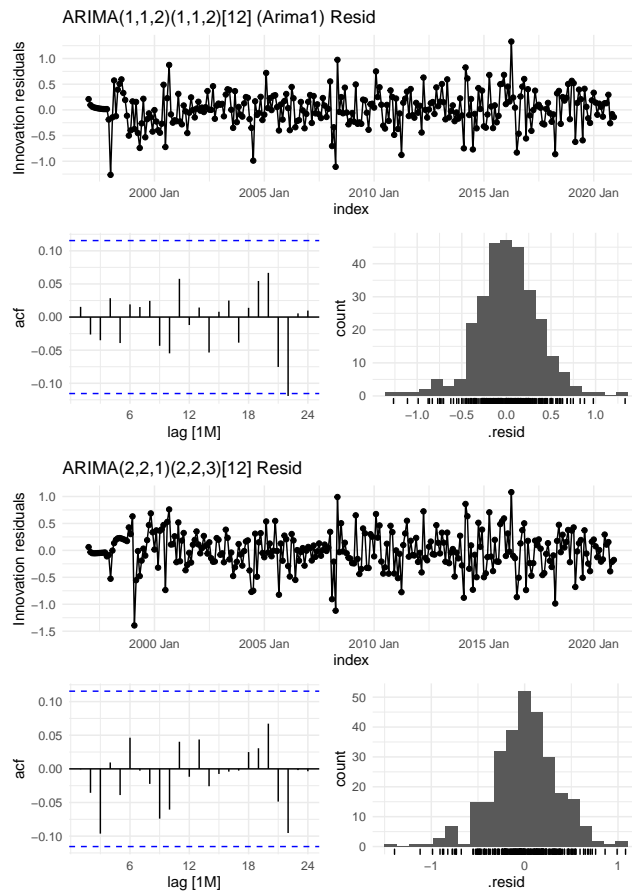 ARIMA(1,1,2)(1,1,2)[12] (Arima1) Resid
Innovation residuals
1.0
0.5
0.0
−0.5
−1.0
2000 Jan 2005 Jan 2010 Jan 2015 Jan 2020 Jan
index
acf
0.10
0.05
0.00
−0.05
−0.10
6 12 18 24
lag [1M]
count
40
30
20
10
0
−1.0 −0.5 0.0 0.5 1.0
.resid
ARIMA(2,2,1)(2,2,3)[12] Resid
Innovation residuals
1.0
0.5
0.0
−0.5
−1.0
−1.5
2000 Jan 2005 Jan 2010 Jan 2015 Jan 2020 Jan
index
acf
0.10
0.05
0.00
−0.05
−0.10
6 12 18 24
lag [1M]
count
50
40
30
20
10
0
−1 0 1
.resid